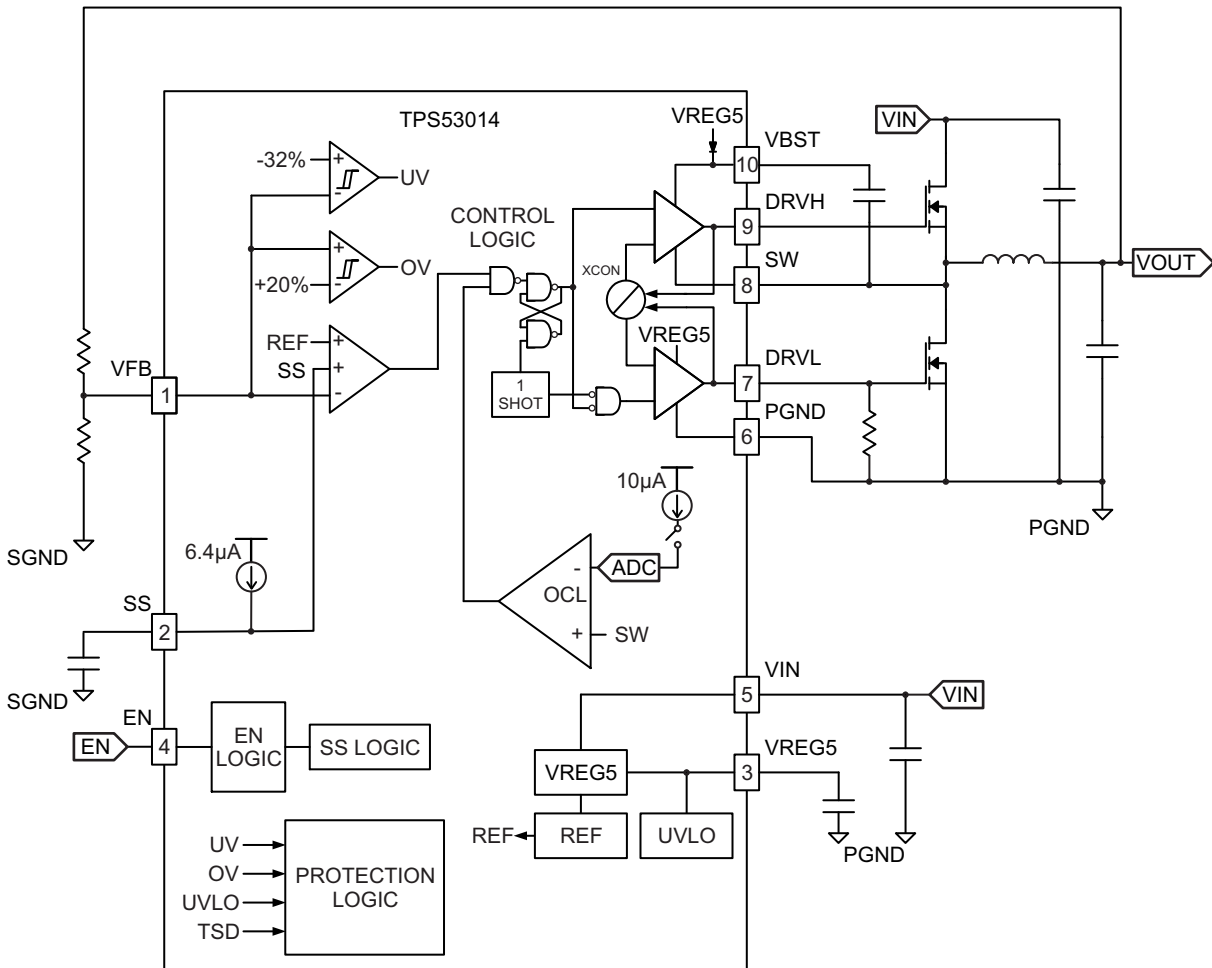 TPS53014
VREG5
VIN
VBST
10
-32%
+
-
UV
DRVH
9
CONTROL
LOGIC
+
-
OV
+20%
XCON
SW
8
VOUT
REF
+
SS
+
-
VREG5
VFB
1
DRVL
7
1
SHOT
PGND
6
10µA
PGND
SGND
6.4µA
-
ADC
OCL
+
SW
SS
2
SGND
VIN
5
VIN
EN
EN
4
EN
LOGIC
SS LOGIC
VREG5
VREG5
3
REF
REF
UVLO
PGND
UV
OV
UVLO
TSD
PROTECTION
LOGIC